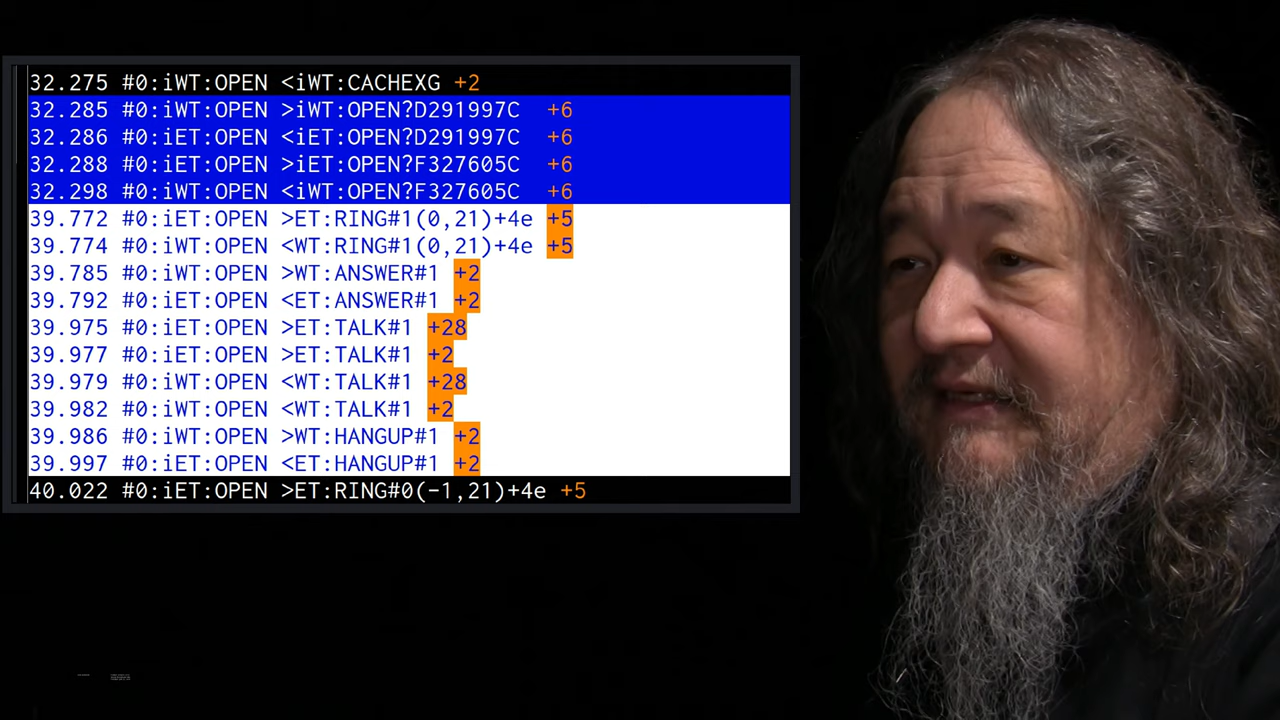 32.275 #0:iWT:OPEN <iWT:CACHEXG +2
32.285 #0:iWT:OPEN >iWT:OPEN?D291997C +6
32.286 #0:iWT:OPEN <iET:OPEN?D291997C +6
32.288 #0:iWT:OPEN >iET:OPEN?F327605C +6
32.298 #0:iWT:OPEN <iWT:OPEN?F327605C +6
39.772 #0:iET:OPEN >ET:RING#1(0,21)+4e +5
39.774 #0:iWT:OPEN <WT:RING#1(0,21)+4e +5
39.785 #0:iWT:OPEN >WT:ANSWER#1 +2
39.792 #0:iET:OPEN <ET:ANSWER#1 +2
39.975 #0:iET:OPEN >ET:TALK#1 +28
39.977 #0:iET:OPEN >ET:TALK#1 +2
39.979 #0:iWT:OPEN <WT:TALK#1 +28
39.982 #0:iWT:OPEN <WT:TALK#1 +2
39.986 #0:iWT:OPEN >WT:HANGUP#1 +2
39.997 #0:iET:OPEN <ET:HANGUP#1 +2
40.022 #0:iET:OPEN >ET:RING#0(-1,21)+4e +5